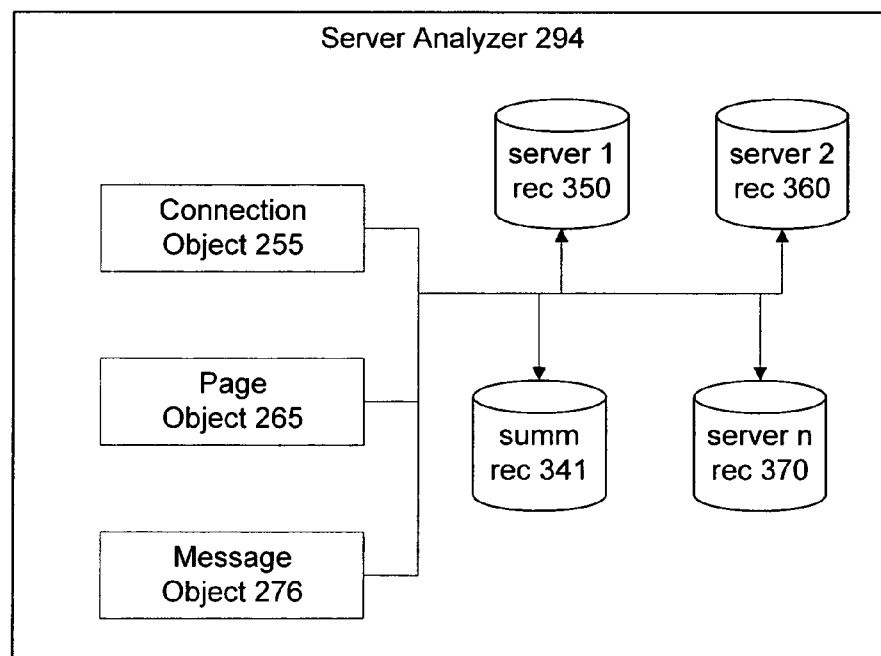 Server Analyzer 294
server 1
rec 350
server 2
rec 360
Connection
Object 255
Page
Object 265
summ
rec 341
server n
rec 370
Message
Object 276